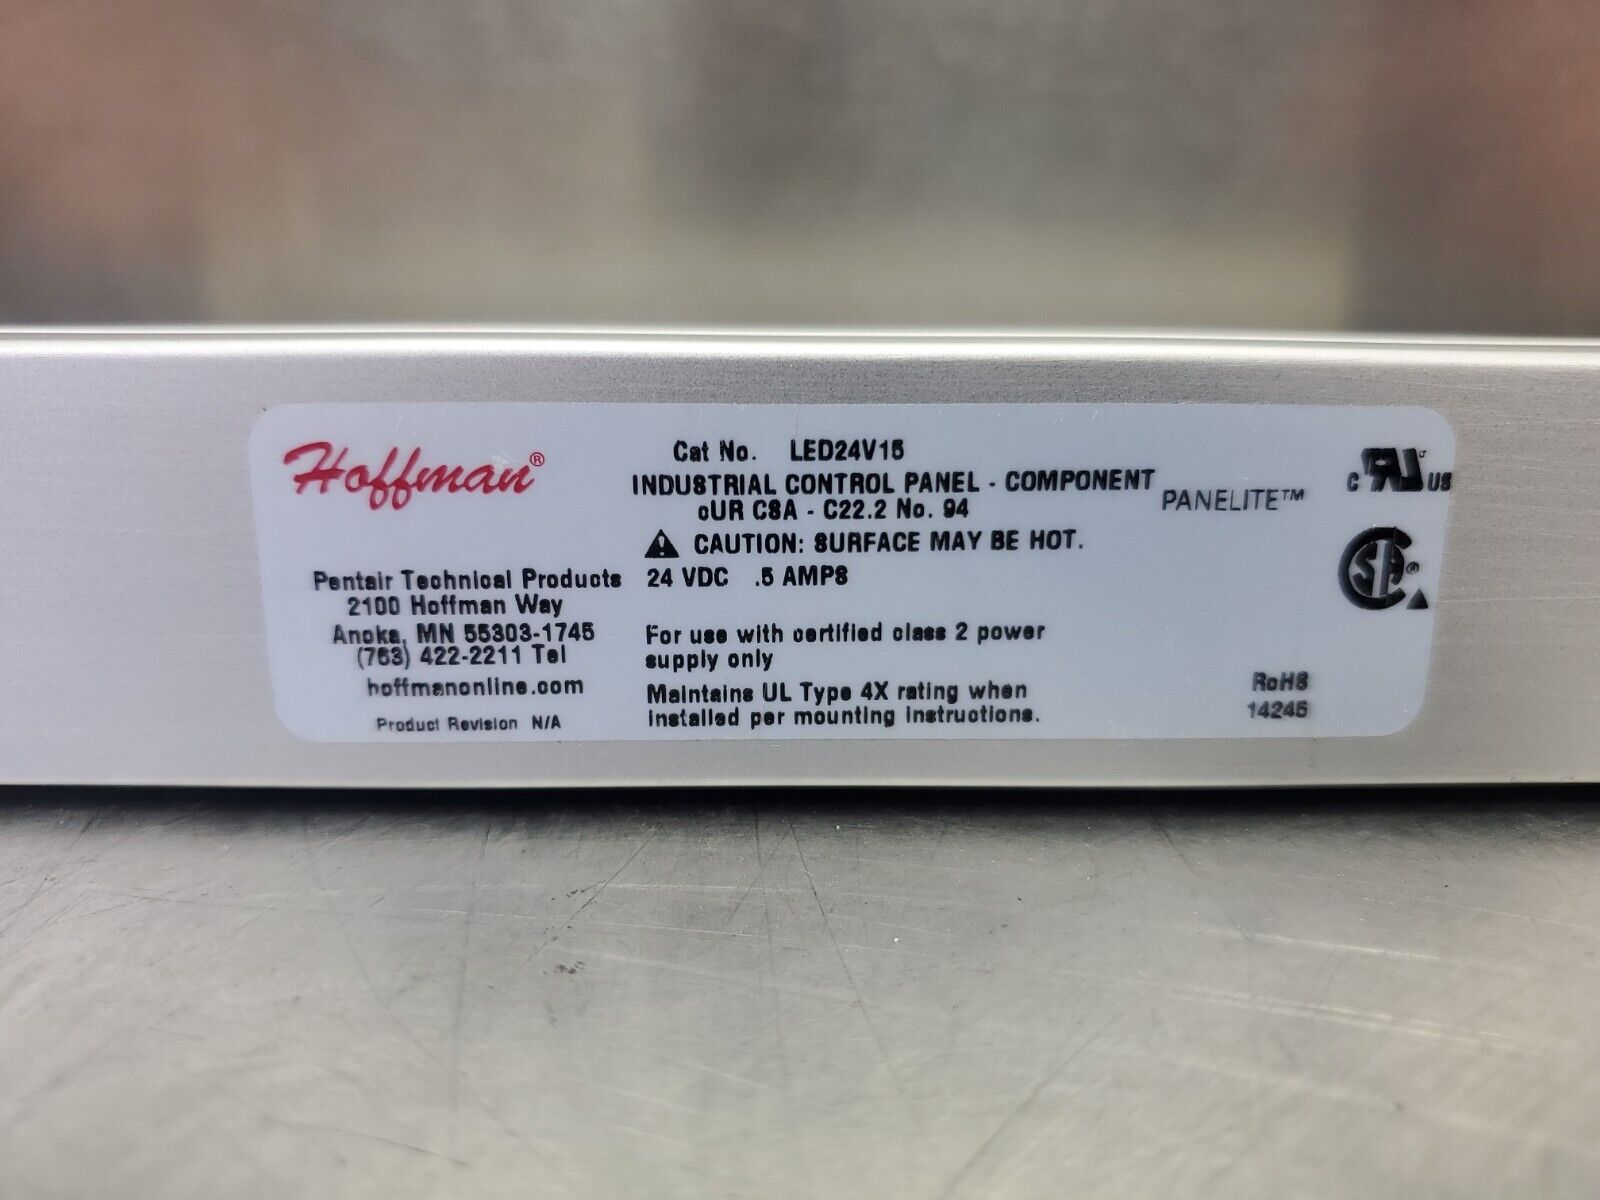 Hoffman®
Cat No. LED24V15
INDUSTRIAL CONTROL PANEL - COMPONENT
cUR CSA - C22.2 No. 94
PANELITE™
C RU US
CAUTION: SURFACE MAY BE HOT.
SA ®
Pentair Technical Products
2100 Hoffman Way
Anoka, MN 55303-1745
(763) 422-2211 Tel
hoffmanonline.com
Product Revision N/A
24 VDC .5 AMPS
For use with certified class 2 power
supply only
Maintains UL Type 4X rating when
installed per mounting instructions.
RoHS
14245